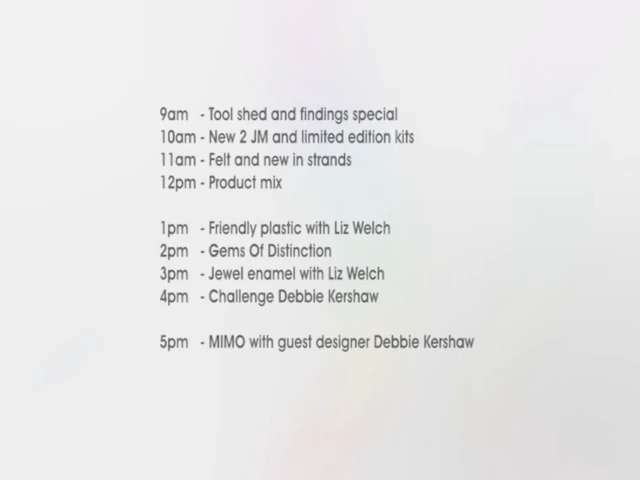 9am - Tool shed and findings special
10am - New 2 JM and limited edition kits
11am - Felt and new in strands
12pm - Product mix
1pm - Friendly plastic with Liz Welch
2pm - Gems Of Distinction
3pm - Jewel enamel with Liz Welch
4pm - Challenge Debbie Kershaw
5pm - MIMO with guest designer Debbie Kershaw